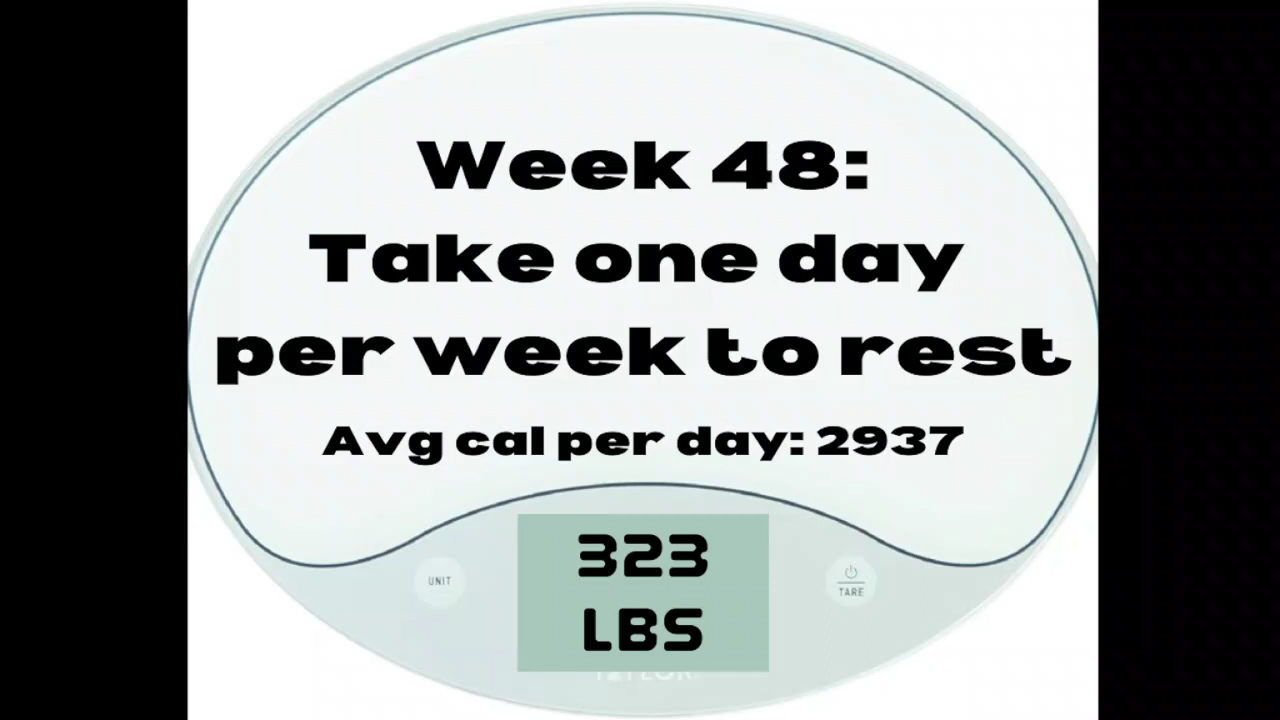 Week 48:
Take one day
per week to rest
Avg cal per day: 2937
323
LBS
UNIT
TARE